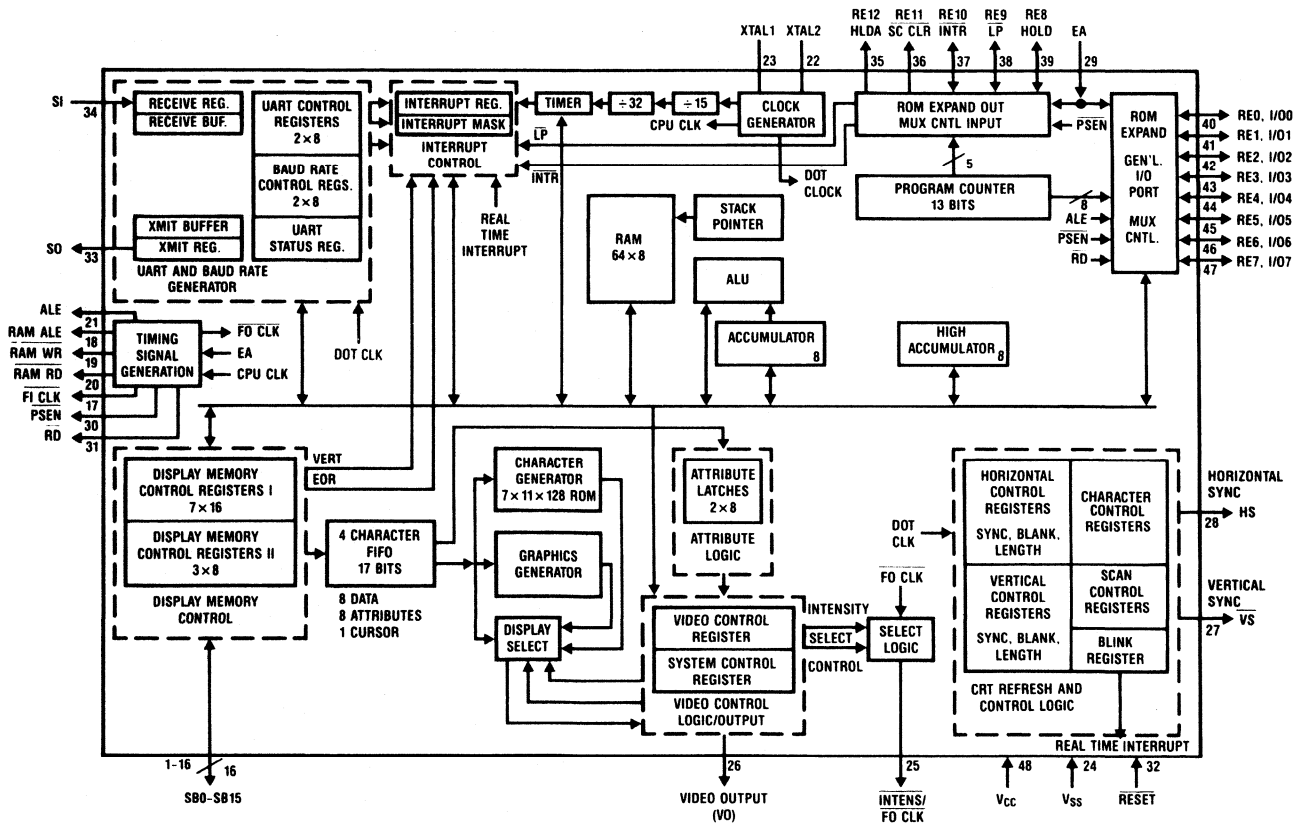 XTAL1
XTAL2
RE12
HLDA
RE11
SC CLR
RE10
INTR
RE9
LP
RE8
HOLD
EA
23
22
35
36
37
38
39
29
SI
34
RECEIVE REG.
RECEIVE BUF.
UART CONTROL
REGISTERS
2×8
BAUD RATE
CONTROL REGS.
2×8
UART
STATUS REG.
XMIT BUFFER
XMIT REG.
UART AND BAUD RATE
GENERATOR
SO
33
INTERRUPT REG.
INTERRUPT MASK
INTERRUPT
CONTROL
TIMER
÷32
÷15
CLOCK
GENERATOR
CPU CLK
LP
INTR
DOT
CLOCK
REAL
TIME
INTERRUPT
ROM EXPAND OUT
MUX CNTL INPUT
PSEN
5
PROGRAM COUNTER
13 BITS
8
ALE
PSEN
RD
ROM
EXPAND
GEN'L.
I/O
PORT
MUX
CNTL.
RE0, I/O0
40
RE1, I/O1
41
RE2, I/O2
42
RE3, I/O3
43
RE4, I/O4
44
RE5, I/O5
45
RE6, I/O6
46
RE7, I/O7
47
RAM
64×8
STACK
POINTER
ALU
ACCUMULATOR
8
HIGH
ACCUMULATOR
8
ALE
21
RAM ALE
18
RAM WR
19
RAM RD
20
FI CLK
17
PSEN
30
RD
31
TIMING
SIGNAL
GENERATION
FO CLK
EA
CPU CLK
DOT CLK
VERT
EOR
DISPLAY MEMORY
CONTROL REGISTERS I
7×16
DISPLAY MEMORY
CONTROL REGISTERS II
3×8
DISPLAY MEMORY
CONTROL
4 CHARACTER
FIFO
17 BITS
8 DATA
8 ATTRIBUTES
1 CURSOR
CHARACTER
GENERATOR
7×11×128 ROM
GRAPHICS
GENERATOR
DISPLAY
SELECT
ATTRIBUTE
LATCHES
2×8
ATTRIBUTE
LOGIC
VIDEO CONTROL
REGISTER
SYSTEM CONTROL
REGISTER
VIDEO CONTROL
LOGIC/OUTPUT
INTENSITY
SELECT
CONTROL
FO CLK
SELECT
LOGIC
DOT
CLK
HORIZONTAL
CONTROL
REGISTERS
SYNC, BLANK,
LENGTH
CHARACTER
CONTROL
REGISTERS
VERTICAL
CONTROL
REGISTERS
SYNC, BLANK,
LENGTH
SCAN
CONTROL
REGISTERS
BLINK
REGISTER
CRT REFRESH AND
CONTROL LOGIC
REAL TIME INTERRUPT
HORIZONTAL
SYNC
HS
28
VERTICAL
SYNC
VS
27
1-16
16
SB0-SB15
26
VIDEO OUTPUT
(VO)
25
INTENS/
FO CLK
48
VCC
24
VSS
32
RESET